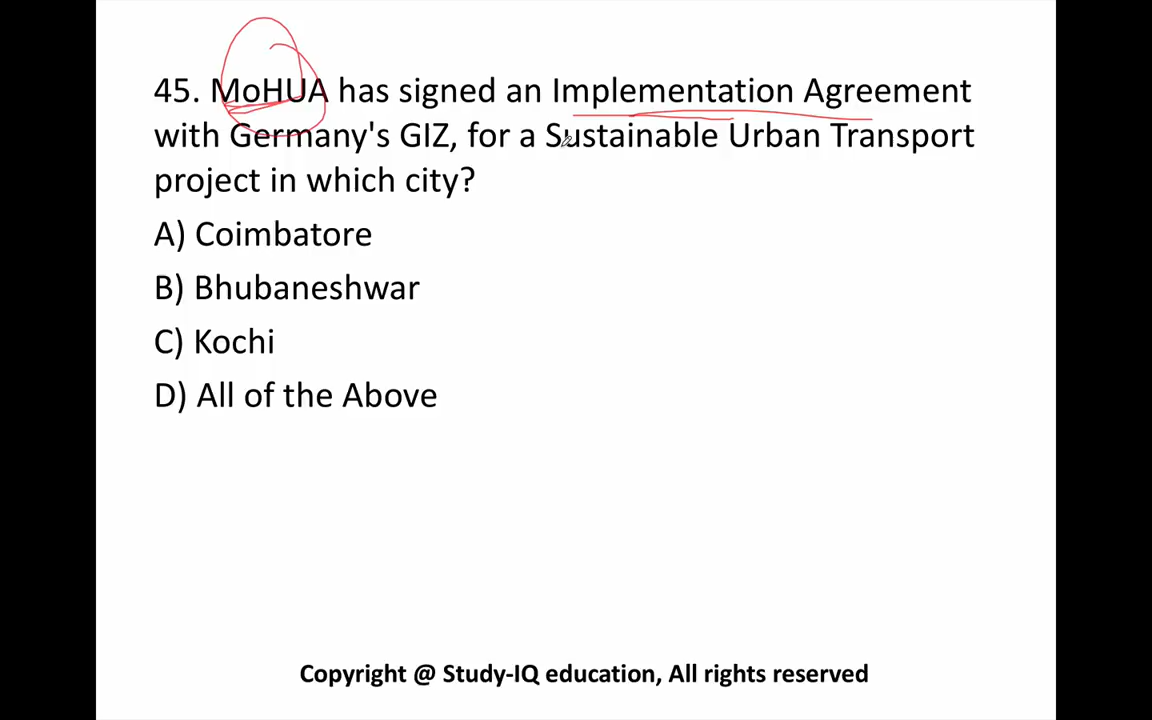 45. MoHUA has signed an Implementation Agreement
with Germany's GIZ, for a Sustainable Urban Transport
project in which city?
A) Coimbatore
B) Bhubaneshwar
C) Kochi
D) All of the Above
Copyright @ Study-IQ education, All rights reserved